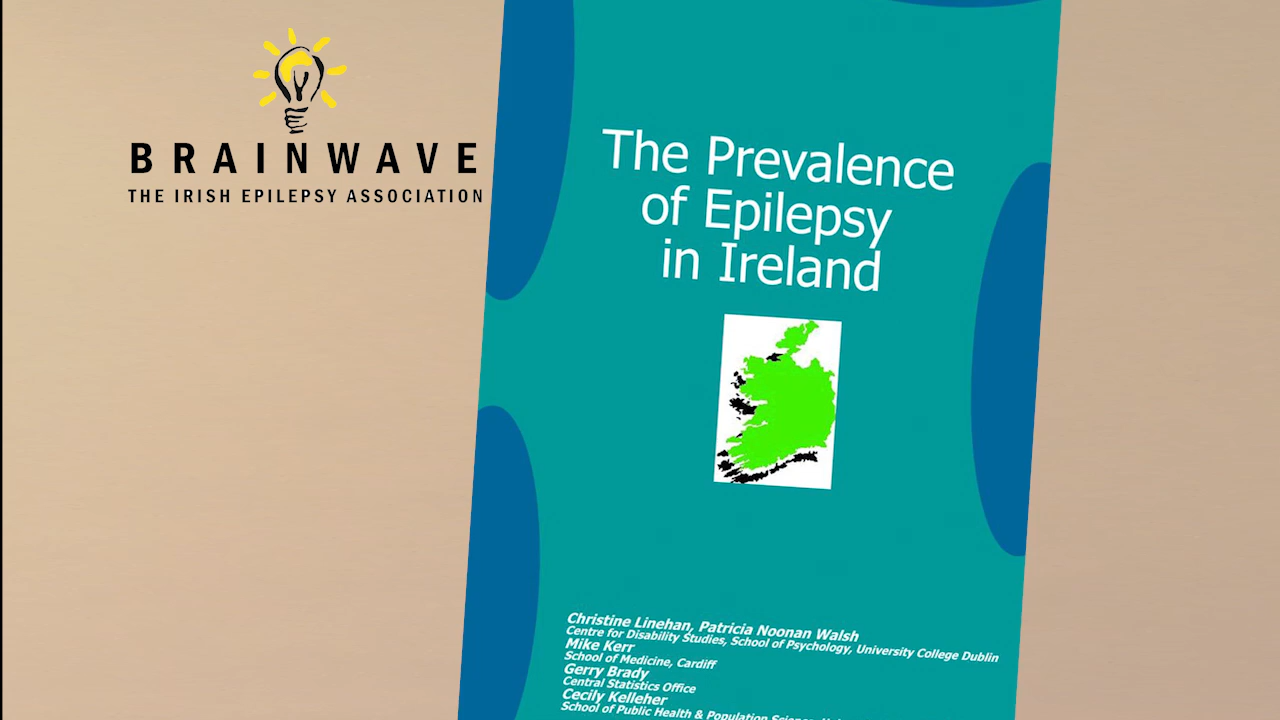 BRAINWAVE
THE IRISH EPILEPSY ASSOCIATION
The Prevalence
of Epilepsy
in Ireland
Christine Linehan, Patricia Noonan Walsh
Centre for Disability Studies, School of Psychology, University College Dublin
Mike Kerr
School of Medicine, Cardiff
Gerry Brady
Central Statistics Office
Cecily Kelleher
School of Public Health & Population Science,